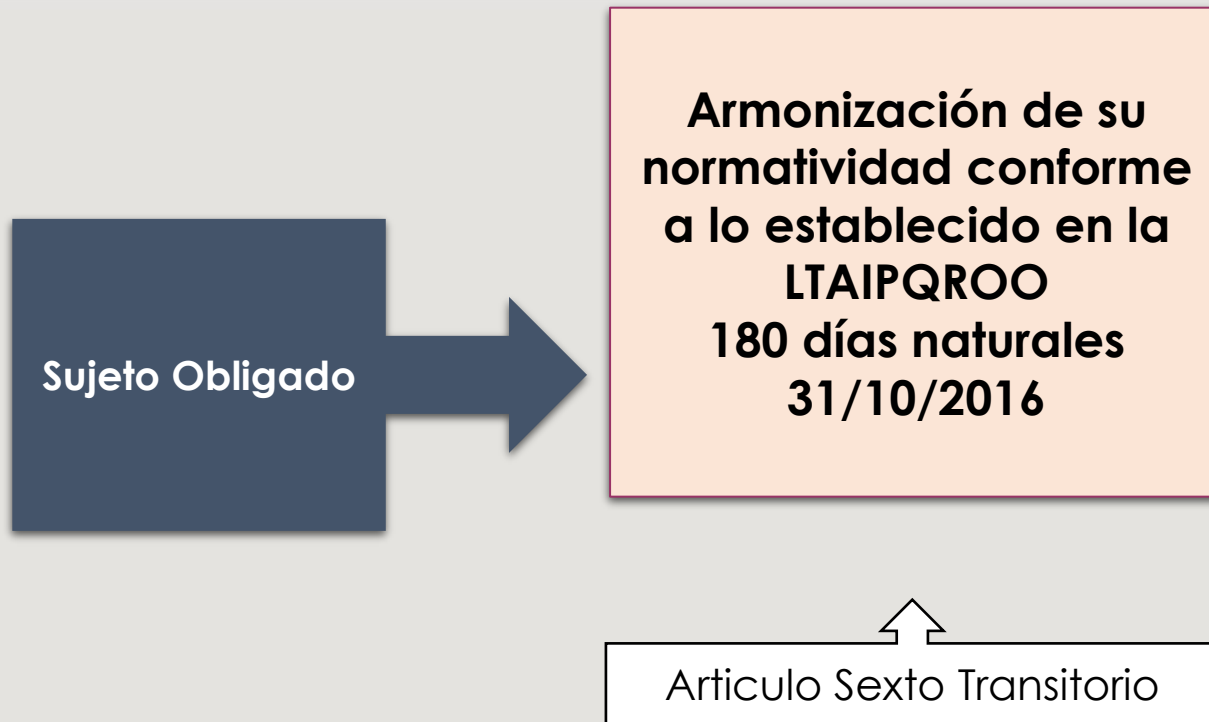 Sujeto Obligado
Armonización de su
normatividad conforme
a lo establecido en la
LTAIPQROO
180 días naturales
31/10/2016
Articulo Sexto Transitorio